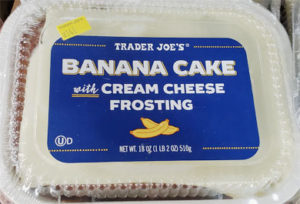 TRADER JOE'S
BANANA CAKE
with CREAM CHEESE
FROSTING
U D
NET WT. 18 OZ (1 LB 2 OZ) 510g